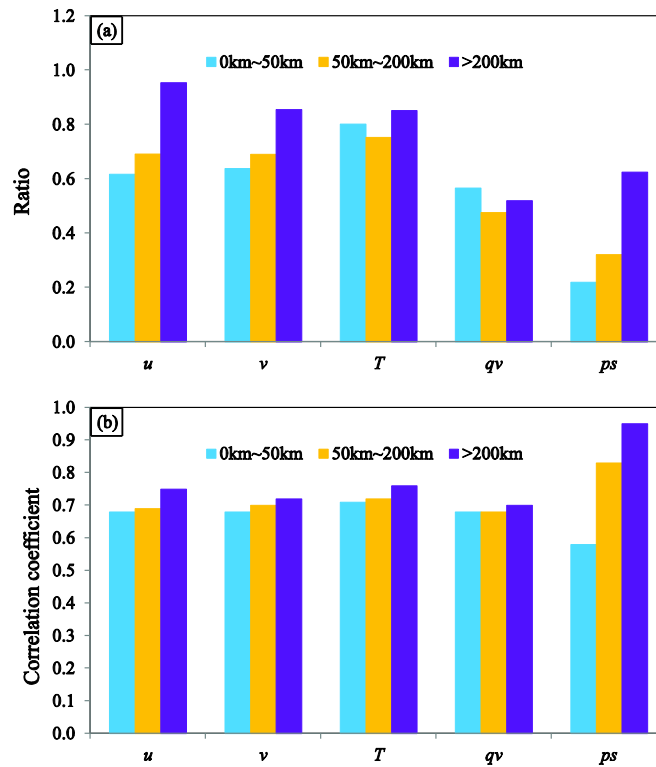 (a)
1.2
0km~50km 50km~200km >200km
1.0
0.8
0.6
0.4
0.2
0.0
Ratio
u v T qv ps
(b)
1.0
0km~50km 50km~200km >200km
0.9
0.8
0.7
0.6
0.5
0.4
0.3
0.2
0.1
0.0
Correlation coefficient
u v T qv ps